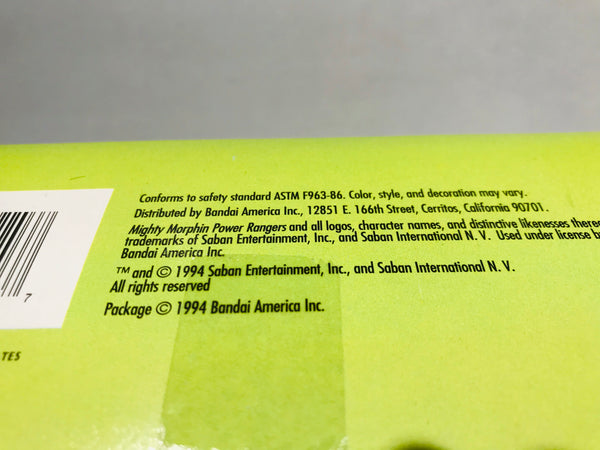 Conforms to safety standard ASTM F963-86. Color, style, and decoration may vary.
Distributed by Bandai America Inc., 12851 E. 166th Street, Cerritos, California 90701.
Mighty Morphin Power Rangers and all logos, character names, and distinctive likenesses
trademarks of Saban Entertainment, Inc., and Saban International N. V. Used under license
Bandai America Inc.
™ and © 1994 Saban Entertainment, Inc., and Saban International N. V.
All rights reserved
Package © 1994 Bandai America Inc.
7
TES